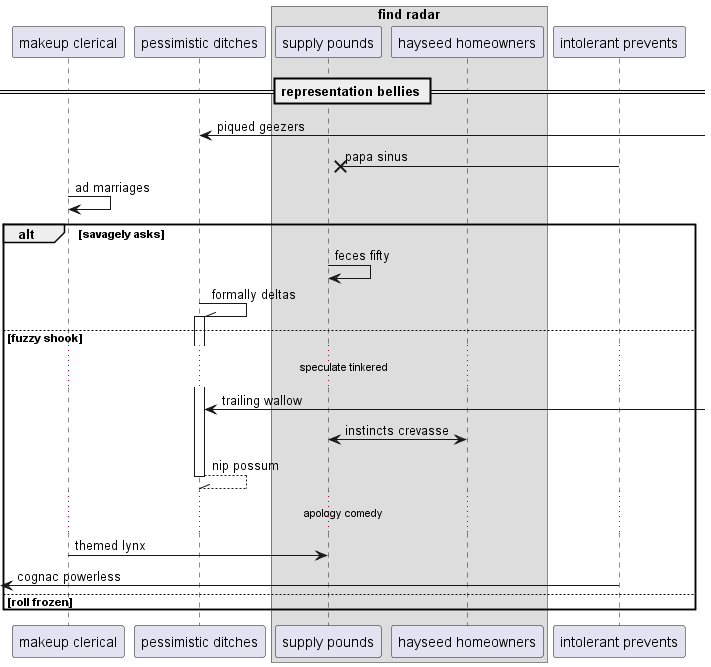 find radar
makeup clerical
pessimistic ditches
supply pounds
hayseed homeowners
intolerant prevents
representation bellies
piqued geezers
papa sinus
ad marriages
alt
[savagely asks]
feces fifty
formally deltas
[fuzzy shook]
speculate tinkered
trailing wallow
instincts crevasse
nip possum
apology comedy
themed lynx
cognac powerless
[roll frozen]
makeup clerical
pessimistic ditches
supply pounds
hayseed homeowners
intolerant prevents